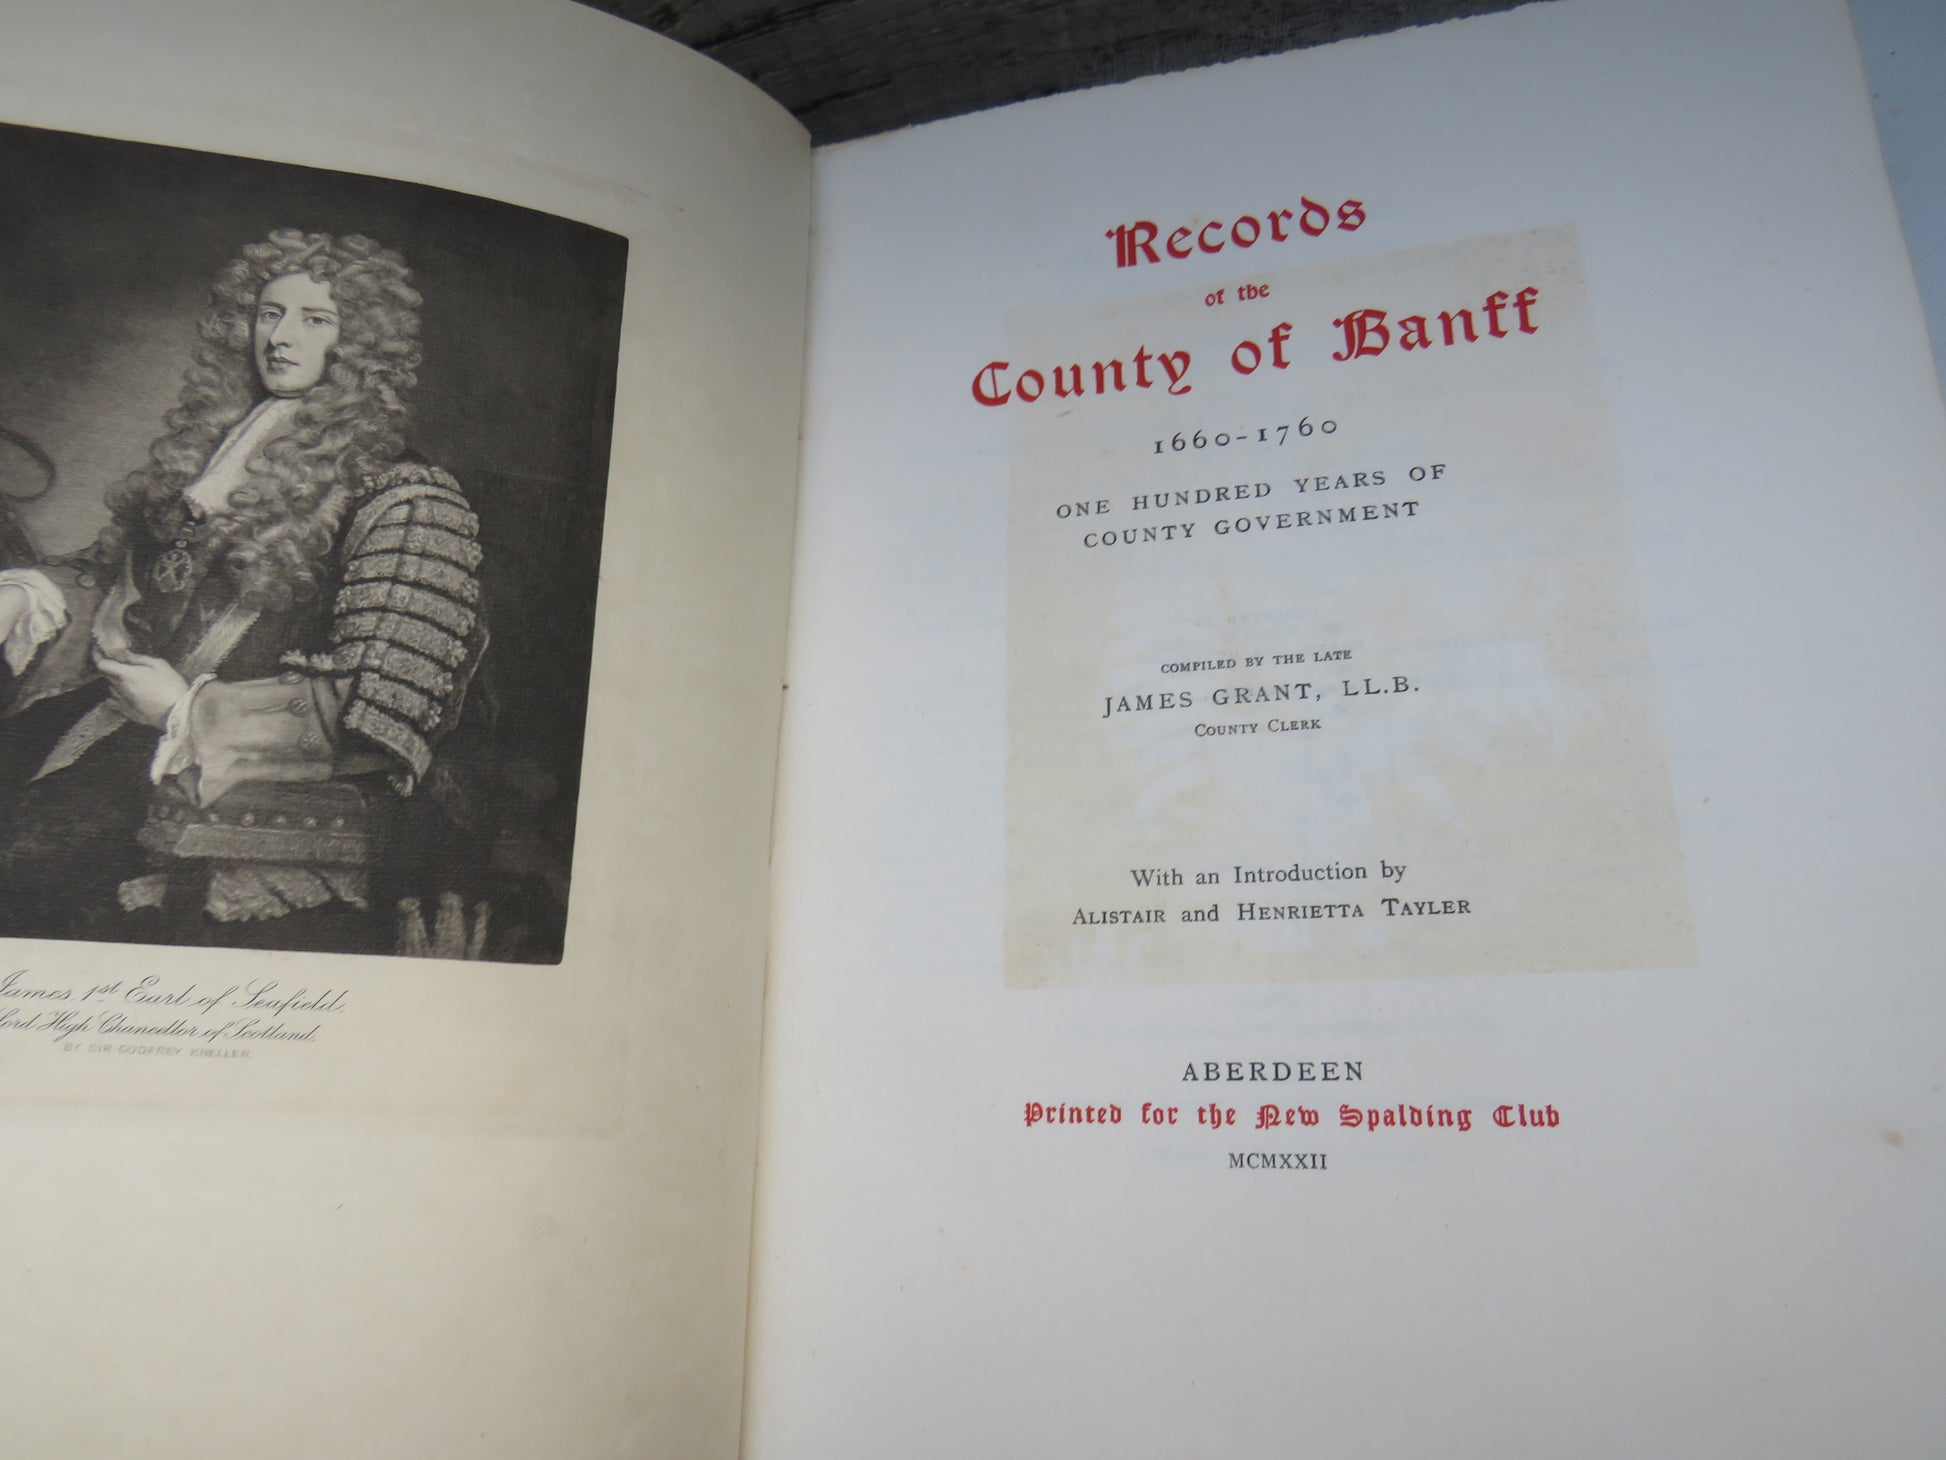 James, 1st Earl of Seafield.
Lord High Chancellor of Scotland,
BY SIR GODFREY KNELLER
Records
of the
County of Banff
1660-1760
ONE HUNDRED YEARS OF
COUNTY GOVERNMENT
COMPILED BY THE LATE
JAMES GRANT, LL.B.
COUNTY CLERK
With an Introduction by
ALISTAIR and HENRIETTA TAYLER
ABERDEEN
Printed for the New Spalding Club
MCMXXII